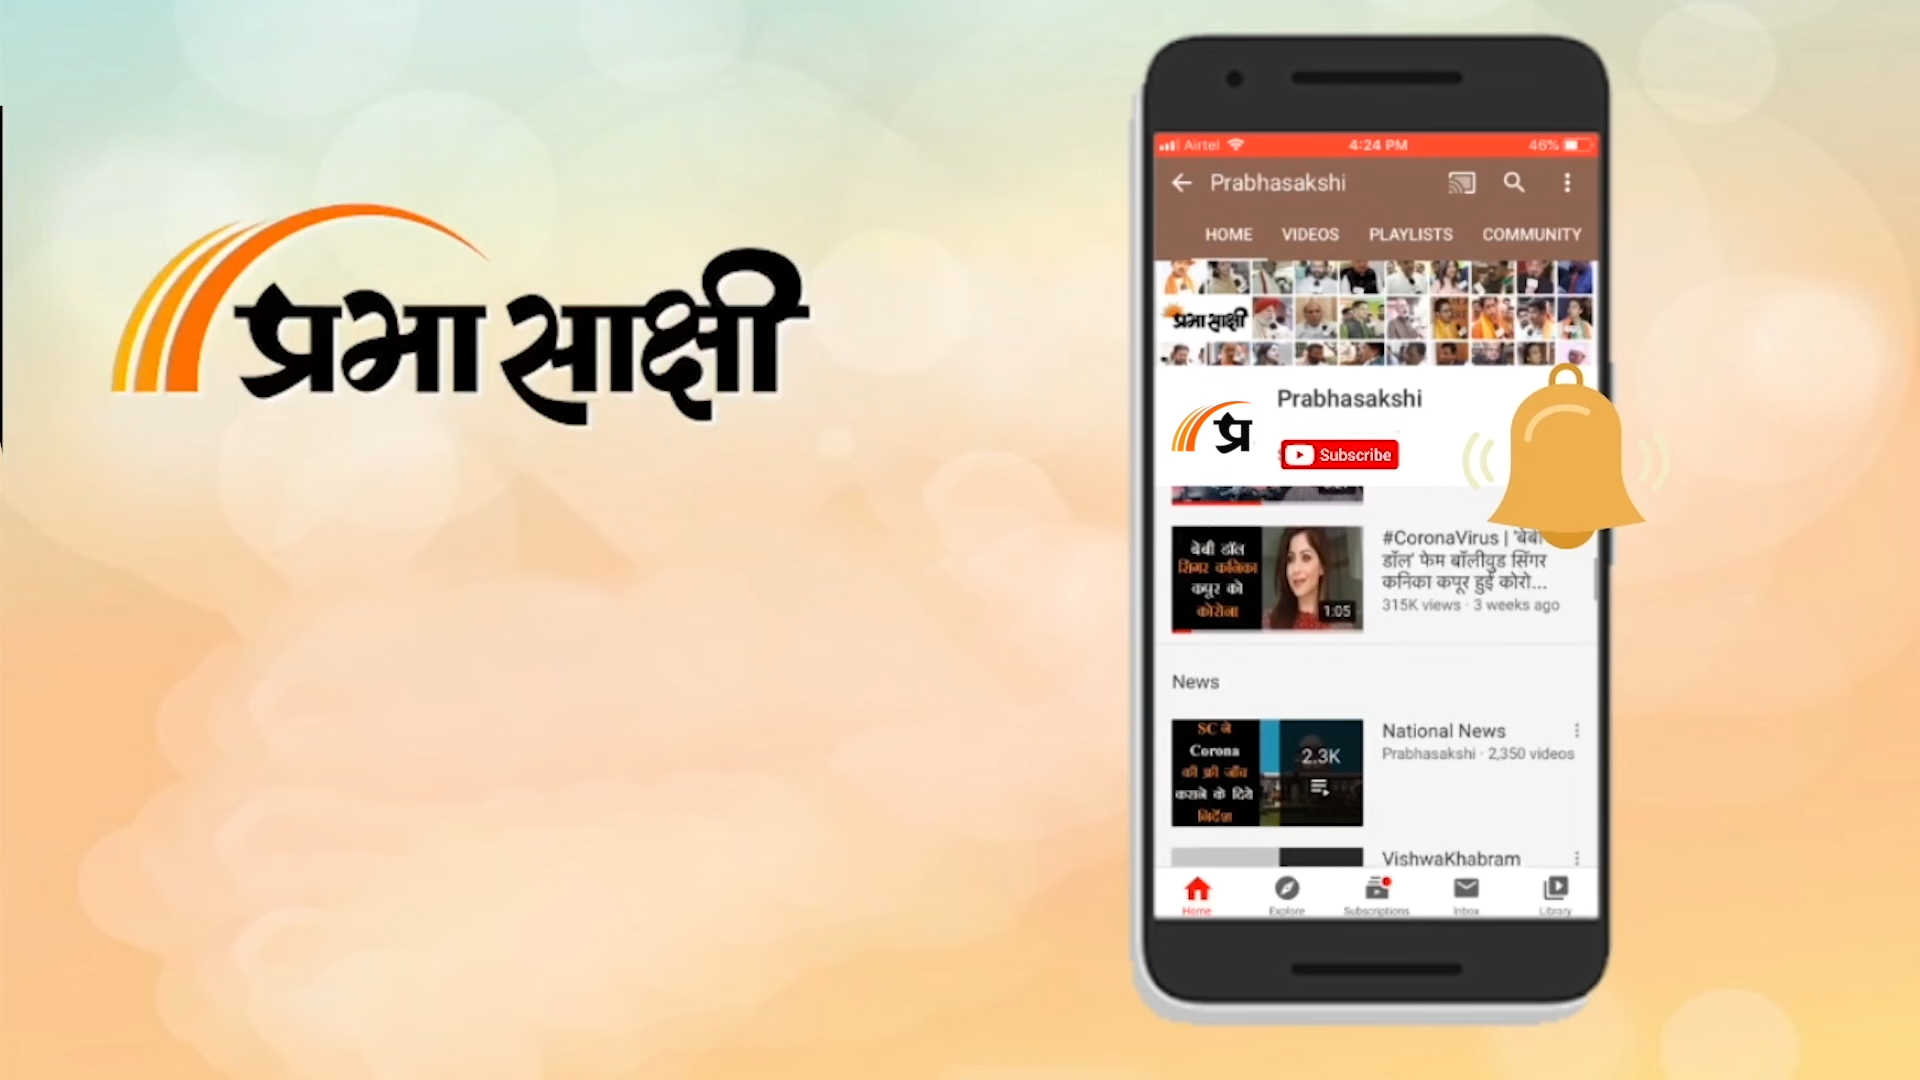 प्रभासाक्षी
Airtel 4:24 PM 46%
Prabhasakshi
HOME VIDEOS PLAYLISTS COMMUNITY
प्रभासाक्षी
Prabhasakshi
प्र
Subscribe
बेबी डॉल
सिंगर कनिका
कपूर को
कोरोना
1:05
#CoronaVirus | 'बेबी
डॉल' फेम बॉलीवुड सिंगर
कनिका कपूर हुईं कोरो...
315K views · 3 weeks ago
News
SC ने
Corona
की फ्री जाँच
कराने के दिये
निर्देश
2.3K
National News
Prabhasakshi · 2,350 videos
VishwaKhabram
Home Explore Subscriptions Inbox Library